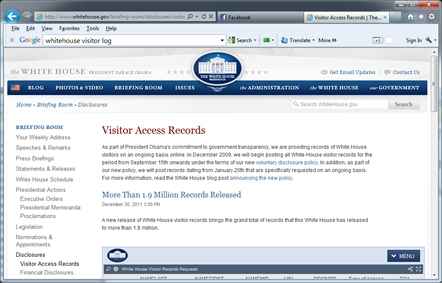 http://www.whitehouse.gov/briefing-room/disclosures/visitor
Facebook
Visitor Access Records | The...
File Edit View Favorites Tools Help
Google whitehouse visitor log Search More Translate More Sign In
the WHITE HOUSE PRESIDENT BARACK OBAMA
THE WHITE HOUSE
Get Email Updates Contact Us
BLOG PHOTOS & VIDEO BRIEFING ROOM ISSUES the ADMINISTRATION the WHITE HOUSE our GOVERNMENT
Home • Briefing Room • Disclosures
Search WhiteHouse.gov Search
BRIEFING ROOM
Your Weekly Address
Speeches & Remarks
Press Briefings
Statements & Releases
White House Schedule
Presidential Actions
Executive Orders
Presidential Memoranda
Proclamations
Legislation
Nominations &
Appointments
Disclosures
Visitor Access Records
Financial Disclosures
Visitor Access Records
As part of President Obama's commitment to government transparency, we are providing records of White House
visitors on an ongoing basis online. In December 2009, we will begin posting all White House visitor records for the
period from September 15th onwards under the terms of our new voluntary disclosure policy. In addition, as part of
our new policy, we will post records dating from January 20th that are specifically requested on an ongoing basis.
For more information, read the White House blog post announcing the new policy.
More Than 1.9 Million Records Released
December 30, 2011 3:00 PM
A new release of White House visitor records brings the grand total of records that this White House has released
to more than 1.9 million.
MENU
White House Visitor Records Requests